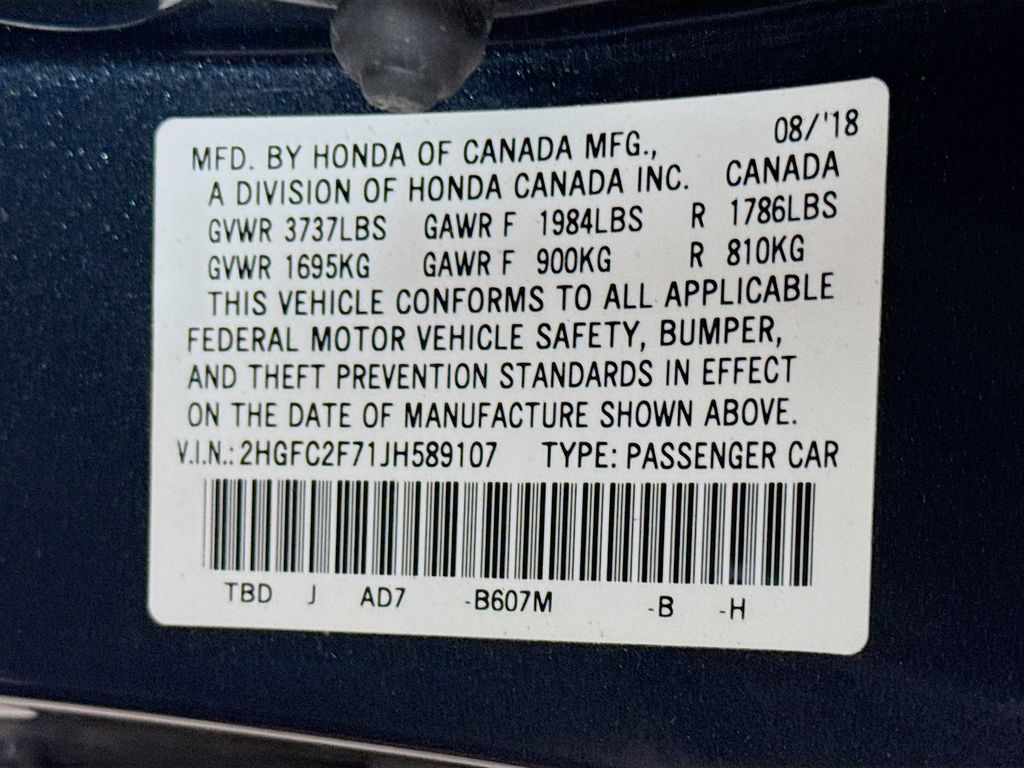 MFD. BY HONDA OF CANADA MFG., 08/'18
A DIVISION OF HONDA CANADA INC. CANADA
GVWR 3737LBS GAWR F 1984LBS R 1786LBS
GVWR 1695KG GAWR F 900KG R 810KG
THIS VEHICLE CONFORMS TO ALL APPLICABLE
FEDERAL MOTOR VEHICLE SAFETY, BUMPER,
AND THEFT PREVENTION STANDARDS IN EFFECT
ON THE DATE OF MANUFACTURE SHOWN ABOVE.
V.I.N.: 2HGFC2F71JH589107 TYPE: PASSENGER CAR
TBD J AD7 -B607M -B -H